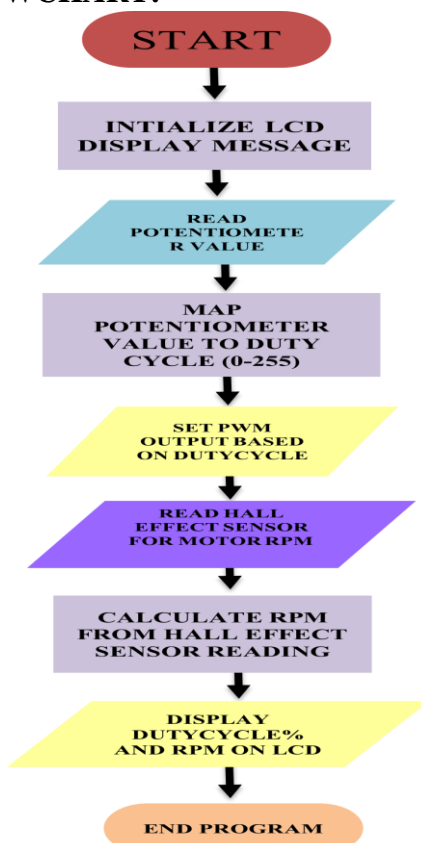 START
INTIALIZE LCD
DISPLAY MESSAGE
READ
POTENTIOMETE
R VALUE
MAP
POTENTIOMETER
VALUE TO DUTY
CYCLE (0-255)
SET PWM
OUTPUT BASED
ON DUTYCYCLE
READ HALL
EFFECT SENSOR
FOR MOTOR RPM
CALCULATE RPM
FROM HALL EFFECT
SENSOR READING
DISPLAY
DUTYCYCLE%
AND RPM ON LCD
END PROGRAM